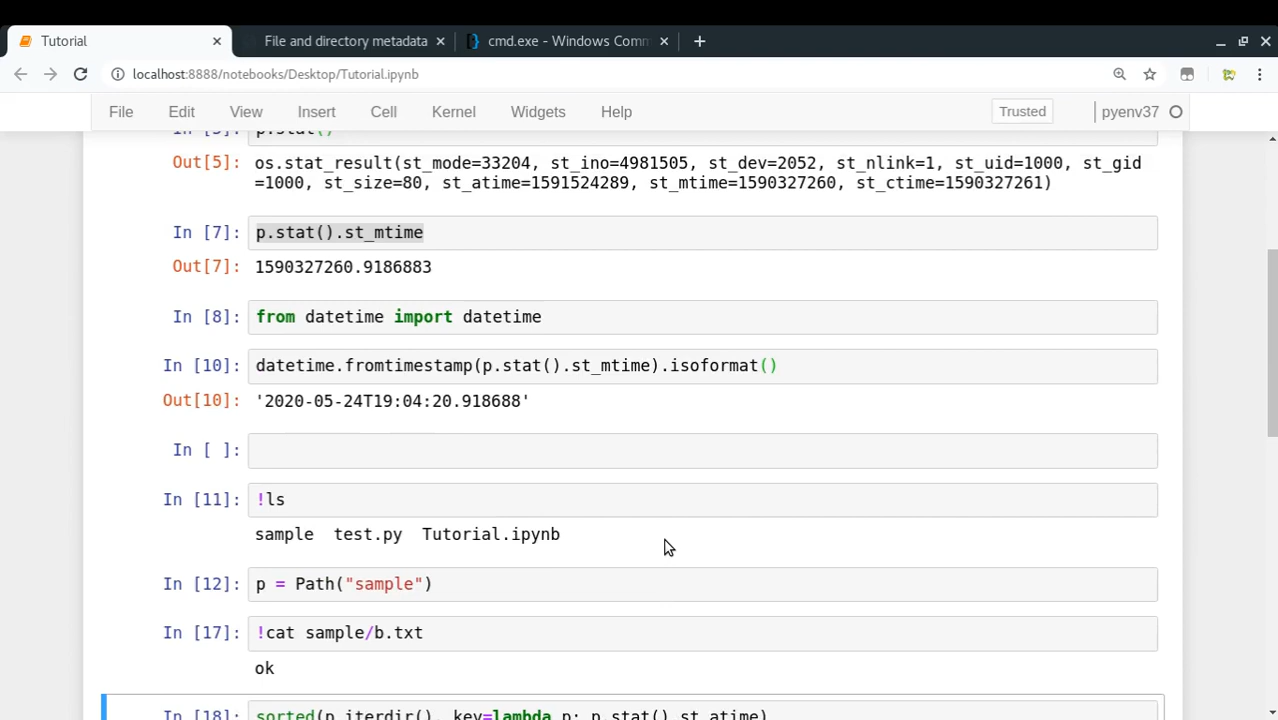 Tutorial
File and directory metadata
cmd.exe - Windows Comm
localhost:8888/notebooks/Desktop/Tutorial.ipynb
File Edit View Insert Cell Kernel Widgets Help Trusted pyenv37
p.stat()
Out[5]: os.stat_result(st_mode=33204, st_ino=4981505, st_dev=2052, st_nlink=1, st_uid=1000, st_gid
=1000, st_size=80, st_atime=1591524289, st_mtime=1590327260, st_ctime=1590327261)
In [7]: p.stat().st_mtime
Out[7]: 1590327260.9186883
In [8]: from datetime import datetime
In [10]: datetime.fromtimestamp(p.stat().st_mtime).isoformat()
Out[10]: '2020-05-24T19:04:20.918688'
In [ ]:
In [11]: !ls
sample  test.py  Tutorial.ipynb
In [12]: p = Path("sample")
In [17]: !cat sample/b.txt
ok
In [18]: sorted(p.iterdir(), key=lambda p: p.stat().st_atime)